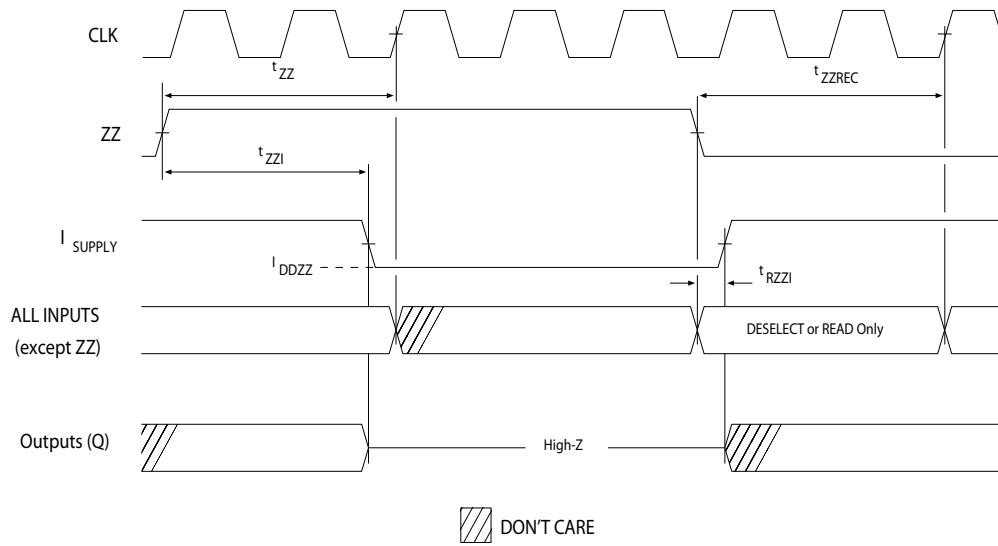 CLK
t ZZ
t ZZREC
ZZ
t ZZI
I SUPPLY
I DDZZ
t RZZI
ALL INPUTS
(except ZZ)
DESELECT or READ Only
Outputs (Q)
High-Z
DON'T CARE